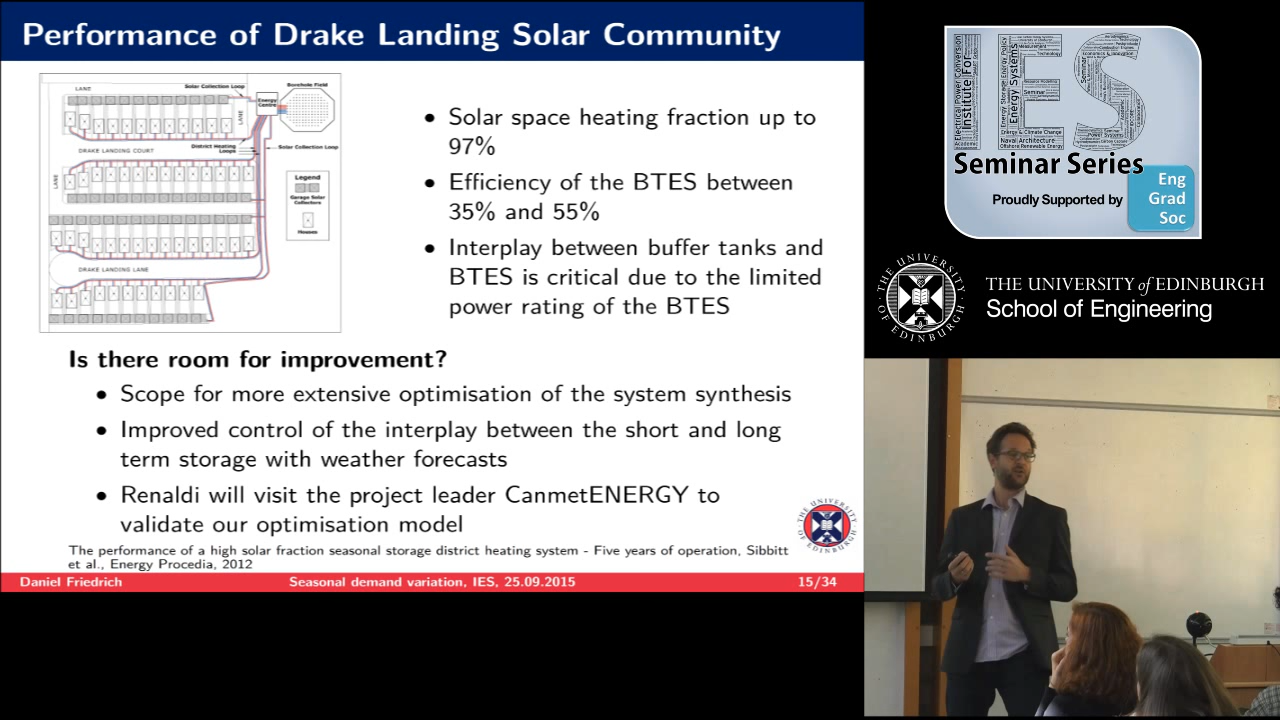 Performance of Drake Landing Solar Community
LANE
Solar Collection Loop
Energy
Centre
Borehole Field
LANE
DRAKE LANDING COURT
District Heating
Loops
Solar Collection Loop
LANE
Legend
Garage Solar
Collectors
Houses
DRAKE LANDING LANE
• Solar space heating fraction up to
97%
• Efficiency of the BTES between
35% and 55%
• Interplay between buffer tanks and
BTES is critical due to the limited
power rating of the BTES
Is there room for improvement?
• Scope for more extensive optimisation of the system synthesis
• Improved control of the interplay between the short and long
term storage with weather forecasts
• Renaldi will visit the project leader CanmetENERGY to
validate our optimisation model
The performance of a high solar fraction seasonal storage district heating system - Five years of operation, Sibbitt
et al., Energy Procedia, 2012
Daniel Friedrich
Seasonal demand variation, IES, 25.09.2015
15/34
IES
Seminar Series
Proudly Supported by
Eng
Grad
Soc
THE UNIVERSITY of EDINBURGH
School of Engineering